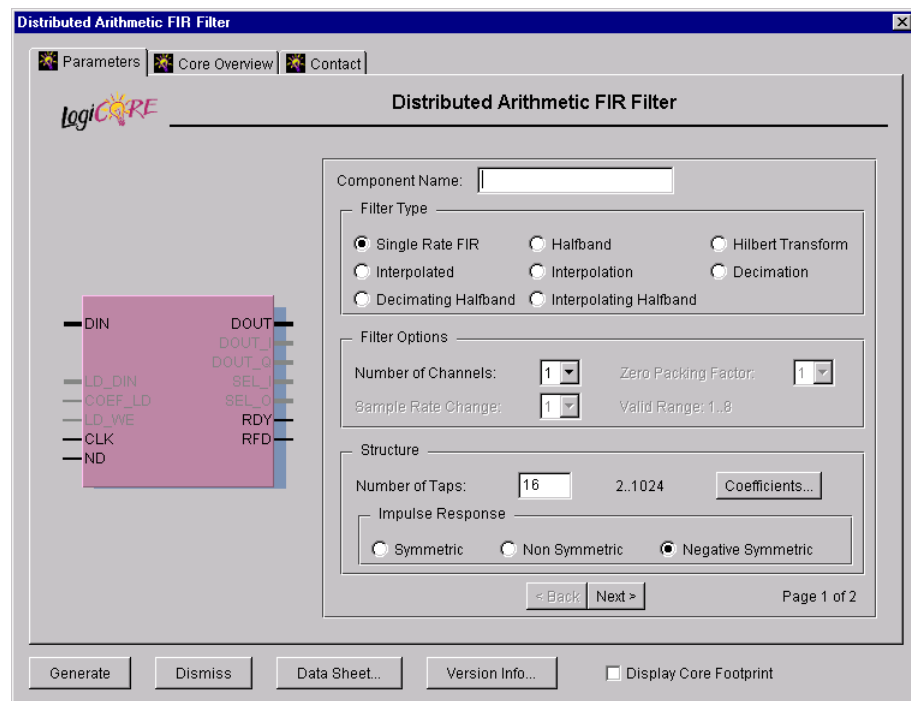 Distributed Arithmetic FIR Filter
Parameters Core Overview Contact
LogiCORE
Distributed Arithmetic FIR Filter
Component Name:
Filter Type
Single Rate FIR Halfband Hilbert Transform
Interpolated Interpolation Decimation
Decimating Halfband Interpolating Halfband
DIN DOUT
DOUT_I
DOUT_Q
LD_DIN SEL_I
COEF_LD SEL_O
LD_WE RDY
CLK RFD
ND
Filter Options
Number of Channels: 1 Zero Packing Factor: 1
Sample Rate Change: 1 Valid Range: 1..8
Structure
Number of Taps: 16 2..1024 Coefficients...
Impulse Response
Symmetric Non Symmetric Negative Symmetric
< Back Next > Page 1 of 2
Generate Dismiss Data Sheet... Version Info... Display Core Footprint